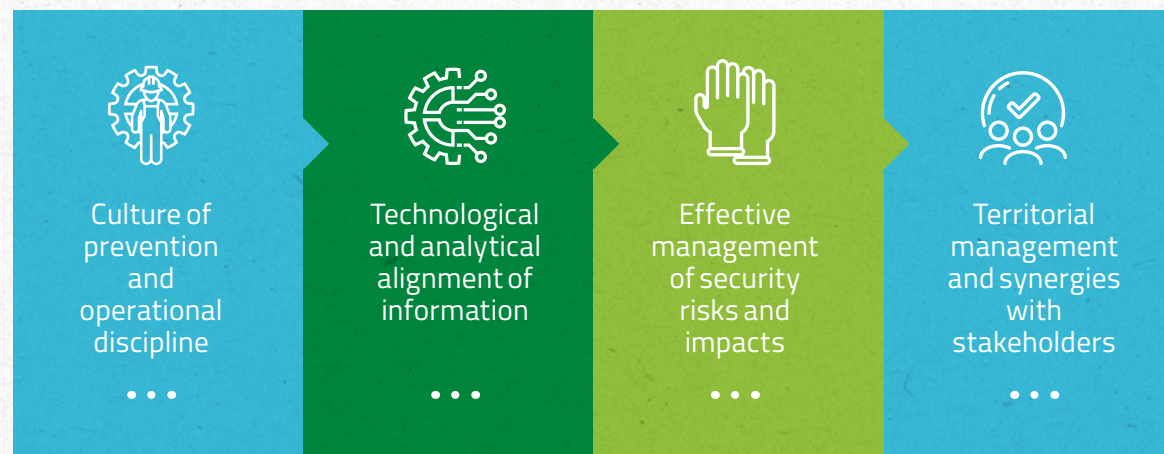 Culture of
prevention
and
operational
discipline
Technological
and analytical
alignment of
information
Effective
management
of security
risks and
impacts
Territorial
management
and synergies
with
stakeholders